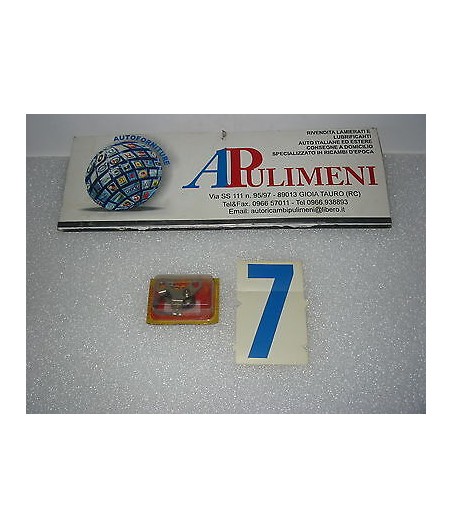 AUTOFORNITURE
RIVENDITA LAMIERATI E
LUBRIFICANTI
AUTO ITALIANE ED ESTERE
CONSEGNE A DOMICILIO
SPECIALIZZATO IN RICAMBI D'EPOCA
APULIMENI
Via SS 111 n. 95/97 - 89013 GIOIA TAURO (RC)
Tel&Fax: 0966 57011 - Tel 0966.938893
Email: autoricambipulimeni@libero.it
7